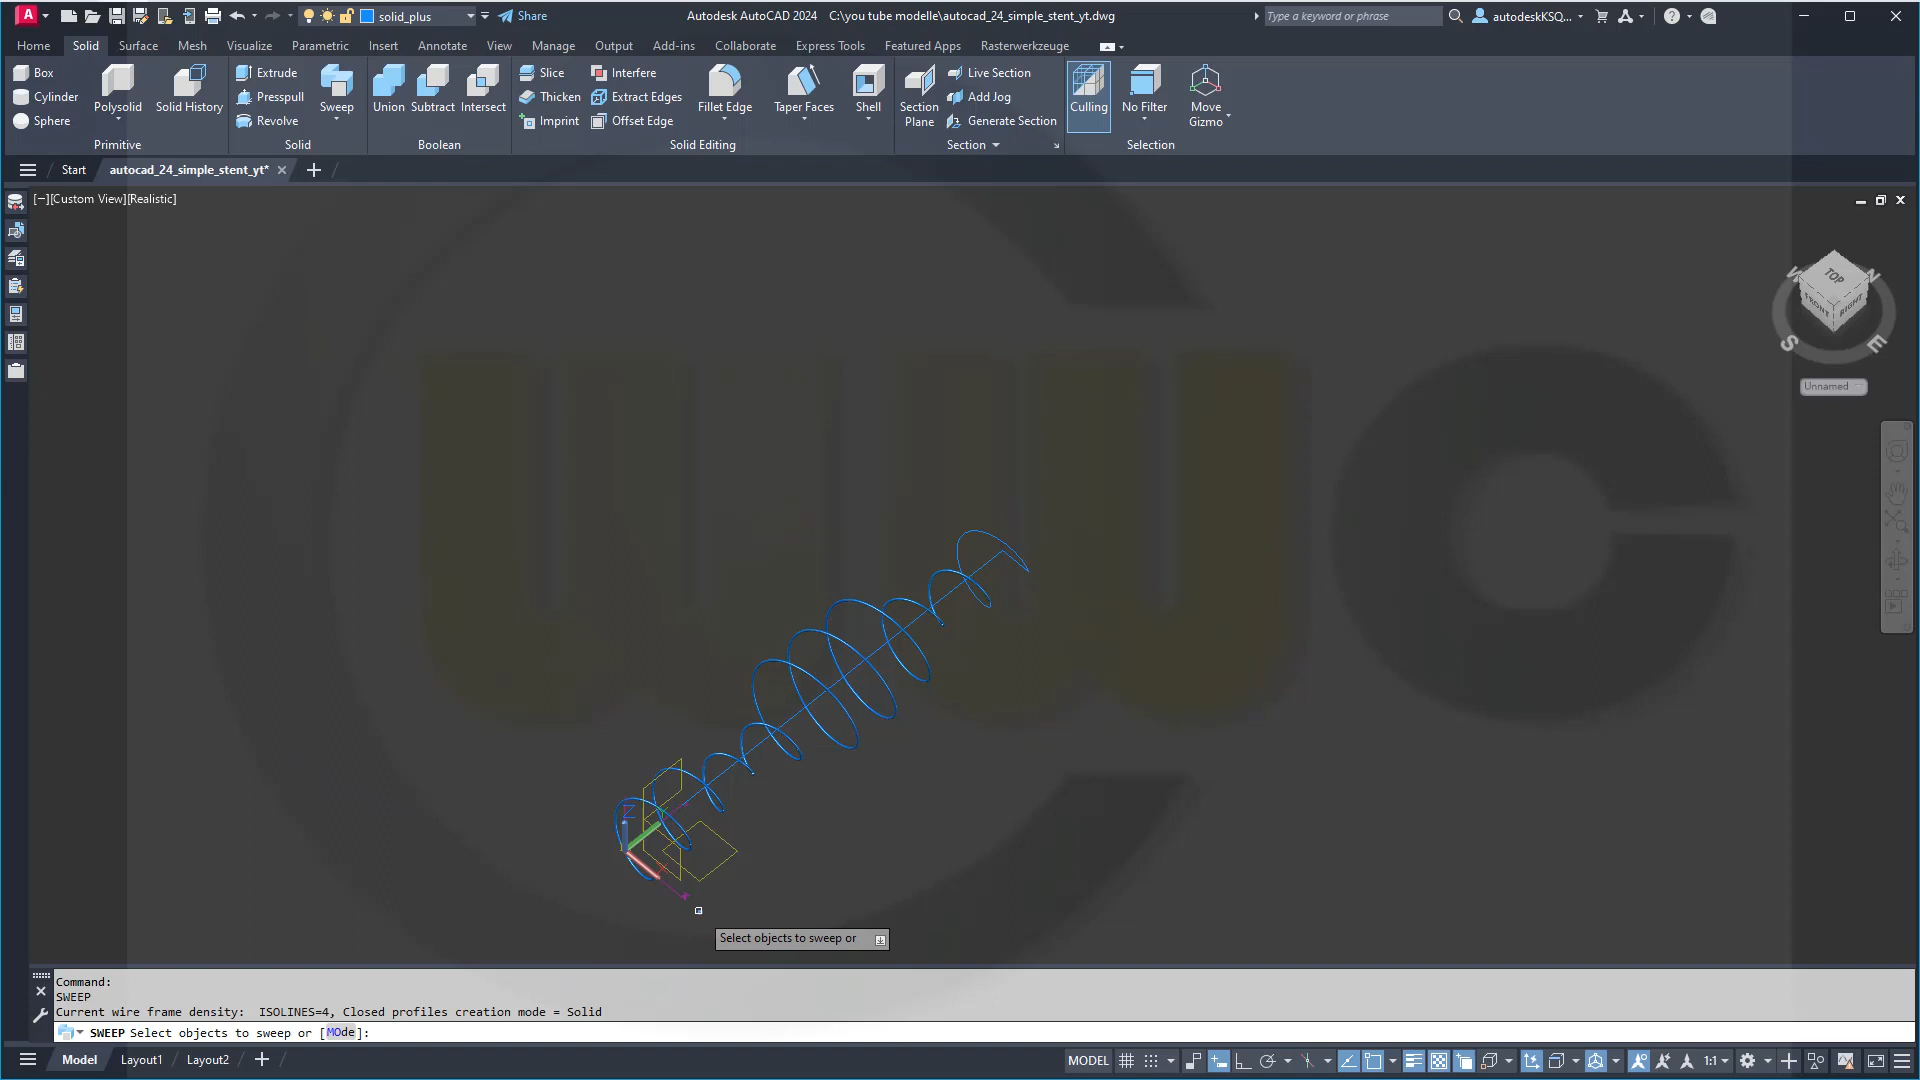 solid_plus
Share
Autodesk AutoCAD 2024 C:\you tube modelle\autocad_24_simple_stent_yt.dwg
Type a keyword or phrase
autodeskKSQ...
Home Solid Surface Mesh Visualize Parametric Insert Annotate View Manage Output Add-ins Collaborate Express Tools Featured Apps Rasterwerkzeuge
Box
Cylinder
Sphere
Polysolid
Solid History
Primitive
Extrude
Presspull
Revolve
Sweep
Solid
Union
Subtract
Intersect
Boolean
Slice
Thicken
Imprint
Interfere
Extract Edges
Offset Edge
Fillet Edge
Taper Faces
Shell
Solid Editing
Section
Plane
Live Section
Add Jog
Generate Section
Section
Culling
No Filter
Move
Gizmo
Selection
Start
autocad_24_simple_stent_yt*
[−][Custom View][Realistic]
W
N
TOP
FRONT
RIGHT
S
E
Unnamed
CWWC
Z
X
Select objects to sweep or
Command:
SWEEP
Current wire frame density: ISOLINES=4, Closed profiles creation mode = Solid
SWEEP Select objects to sweep or [MOde]:
Model
Layout1
Layout2
MODEL
1:1